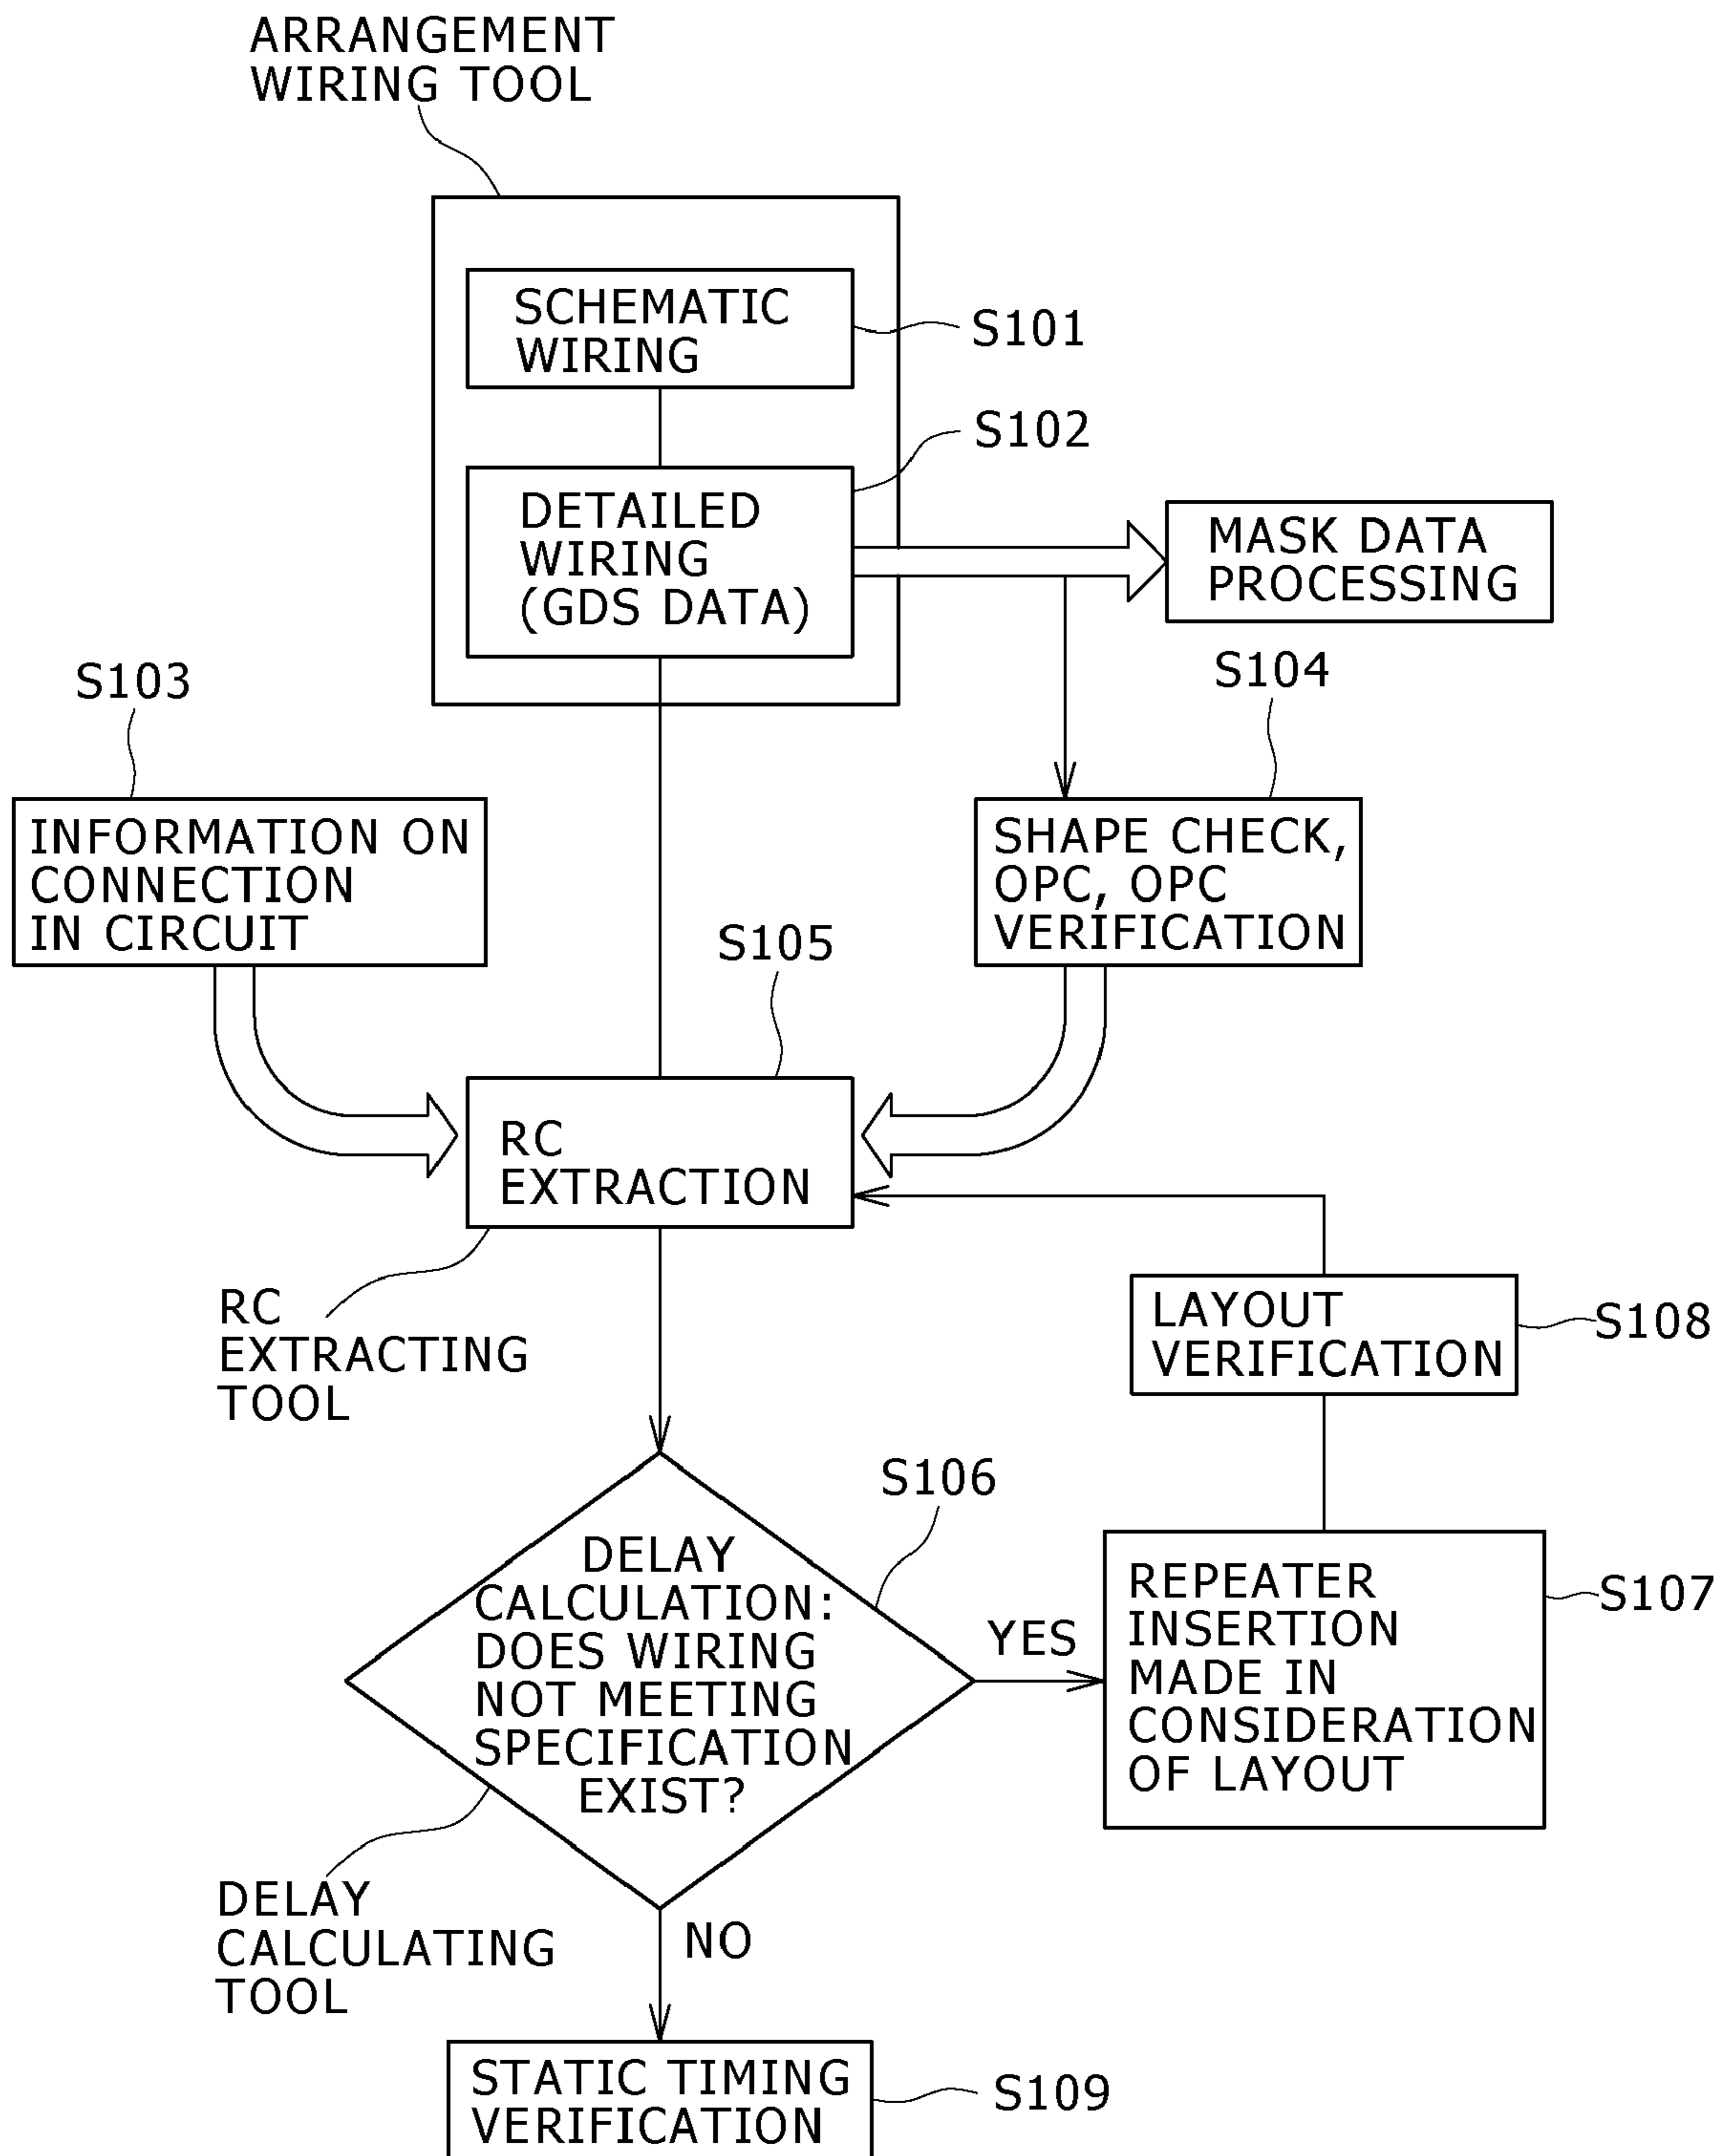 ARRANGEMENT
WIRING TOOL
SCHEMATIC
WIRING
S101
S102
DETAILED
WIRING
(GDS DATA)
MASK DATA
PROCESSING
S103
S104
INFORMATION ON
CONNECTION
IN CIRCUIT
SHAPE CHECK,
OPC, OPC
VERIFICATION
S105
RC
EXTRACTION
RC
EXTRACTING
TOOL
LAYOUT
VERIFICATION
S108
S106
DELAY
CALCULATION:
DOES WIRING
NOT MEETING
SPECIFICATION
EXIST?
YES
REPEATER
INSERTION
MADE IN
CONSIDERATION
OF LAYOUT
S107
DELAY
CALCULATING
TOOL
NO
STATIC TIMING
VERIFICATION
S109